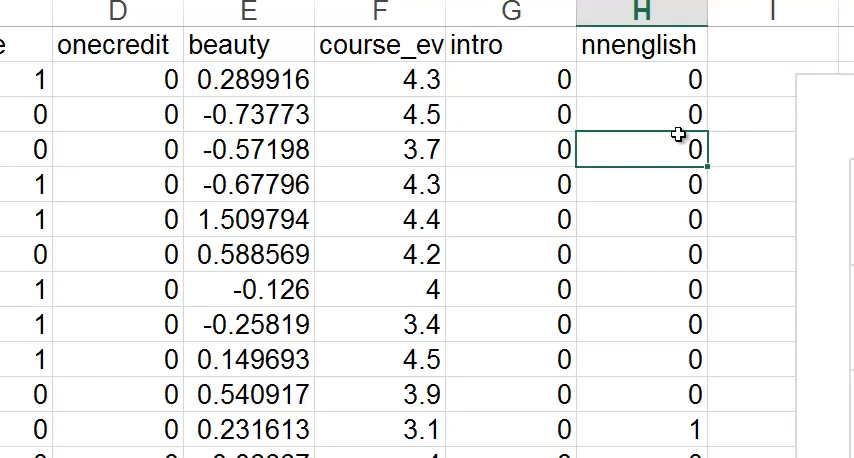 D E F G H I
e onecredit beauty course_ev intro nnenglish
1 0 0.289916 4.3 0 0
0 0 -0.73773 4.5 0 0
0 0 -0.57198 3.7 0 0
1 0 -0.67796 4.3 0 0
1 0 1.509794 4.4 0 0
0 0 0.588569 4.2 0 0
1 0 -0.126 4 0 0
1 0 -0.25819 3.4 0 0
1 0 0.149693 4.5 0 0
0 0 0.540917 3.9 0 0
0 0 0.231613 3.1 0 1